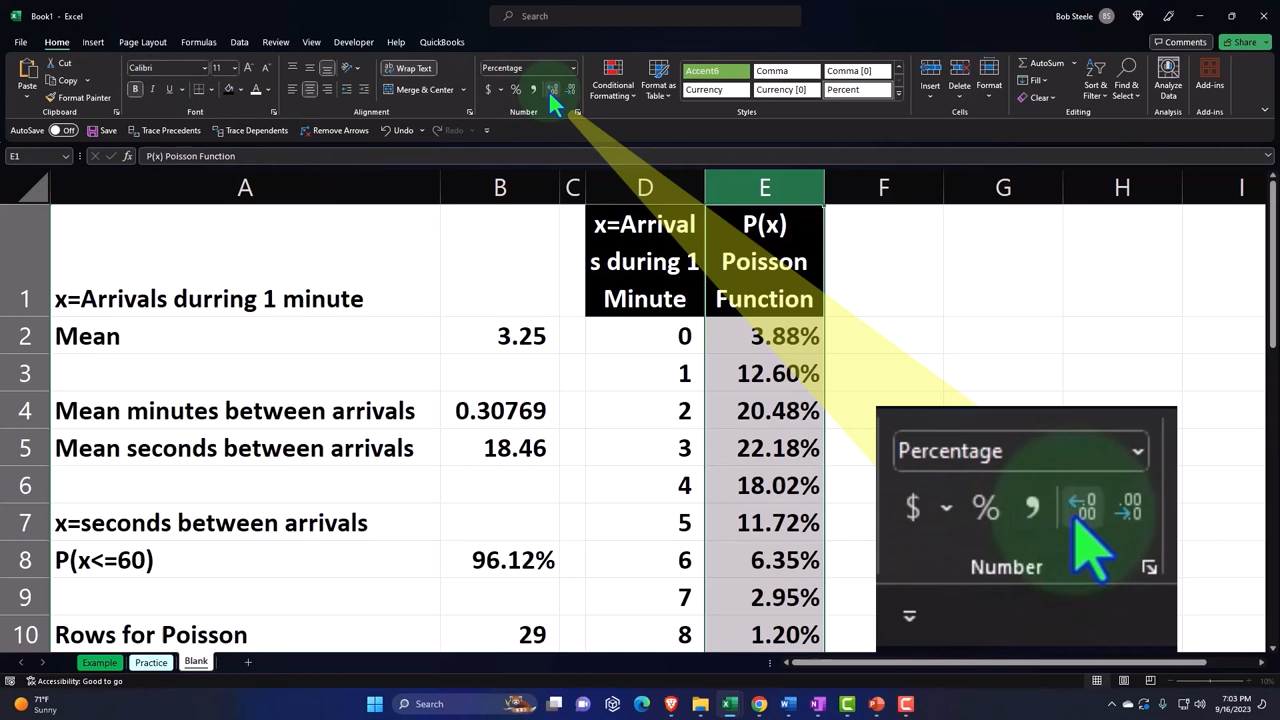 Book1 - Excel
Search
Bob Steele BS
File Home Insert Page Layout Formulas Data Review View Developer Help QuickBooks
Comments Share
Paste
Cut
Copy
Format Painter
Clipboard
Calibri 11
B I U
Font
Wrap Text
Merge & Center
Alignment
Percentage
$ % ,
Number
Conditional Formatting
Format as Table
Accent6 Comma Comma [0]
Currency Currency [0] Percent
Styles
Insert Delete Format
Cells
AutoSum
Fill
Clear
Sort & Filter
Find & Select
Editing
Analyze Data
Analysis
Add-ins
Add-ins
AutoSave Off Save Trace Precedents Trace Dependents Remove Arrows Undo Redo
E1 fx P(x) Poisson Function
A B C D E F G H I
1 x=Arrivals durring 1 minute x=Arrival
s during 1
Minute P(x)
Poisson
Function
2 Mean 3.25 0 3.88%
3 1 12.60%
4 Mean minutes between arrivals 0.30769 2 20.48%
5 Mean seconds between arrivals 18.46 3 22.18%
6 4 18.02%
7 x=seconds between arrivals 5 11.72%
8 P(x<=60) 96.12% 6 6.35%
9 7 2.95%
10 Rows for Poisson 29 8 1.20%
Percentage
$ % ,
Number
Example Practice Blank
Accessibility: Good to go
10%
71°F
Sunny
Search
7:03 PM
9/16/2023